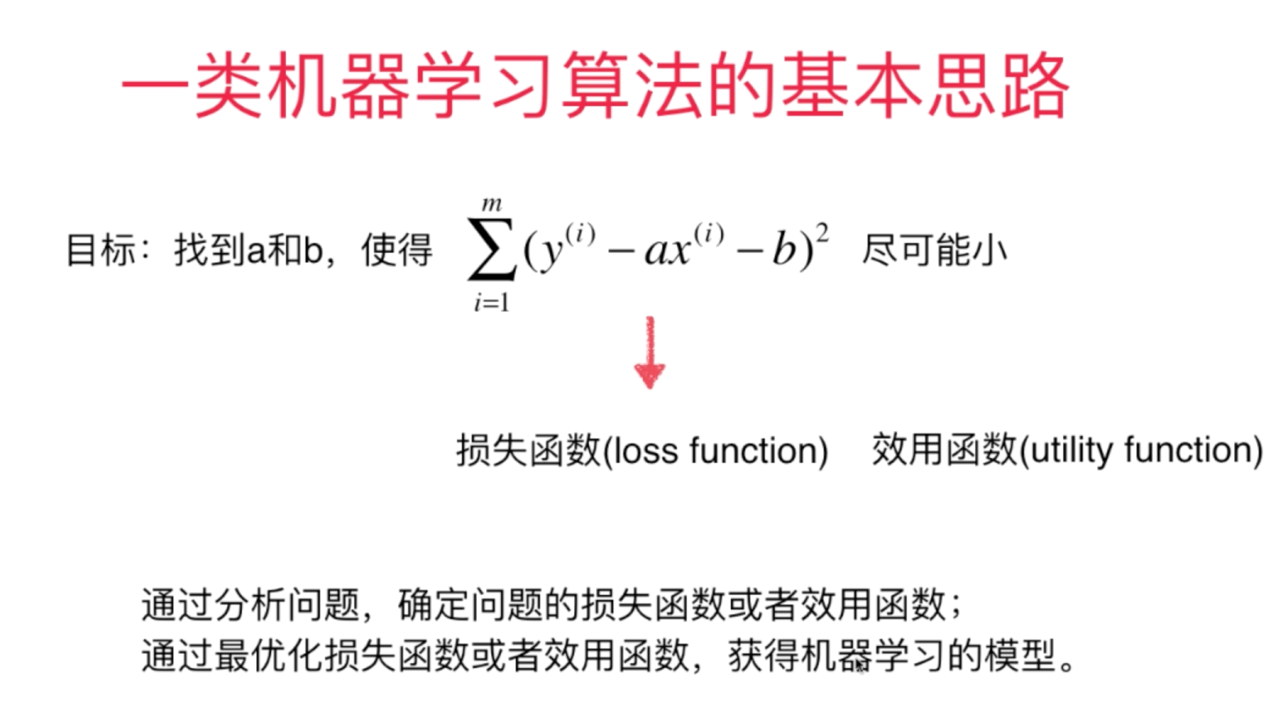 一类机器学习算法的基本思路
目标：找到a和b，使得 $\sum_{i=1}^{m}(y^{(i)} - ax^{(i)} - b)^2$ 尽可能小
损失函数(loss function) 效用函数(utility function)
通过分析问题，确定问题的损失函数或者效用函数；
通过最优化损失函数或者效用函数，获得机器学习的模型。